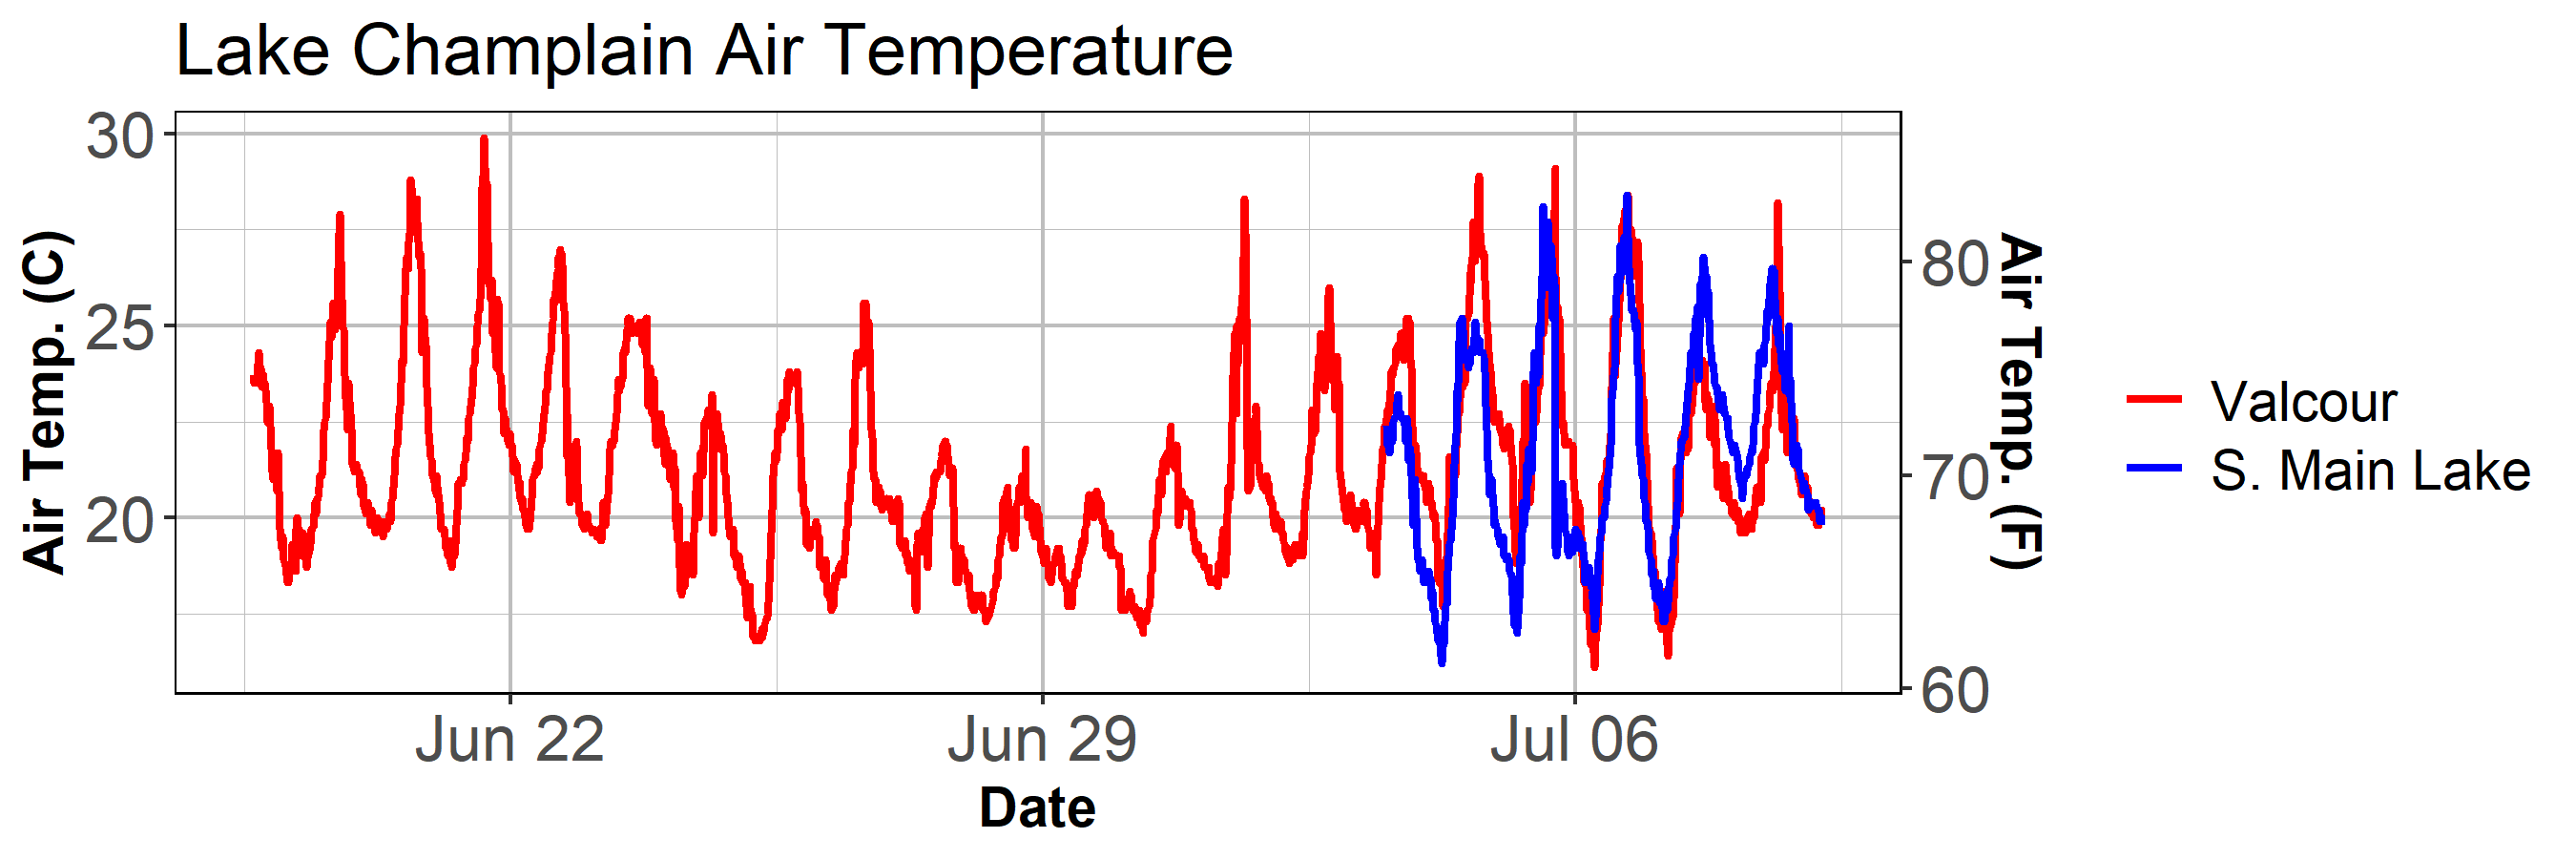 Lake Champlain Air Temperature
30
25
20
Air Temp. (C)
80
70
60
Air Temp. (F)
Jun 22
Jun 29
Jul 06
Date
Valcour
S. Main Lake